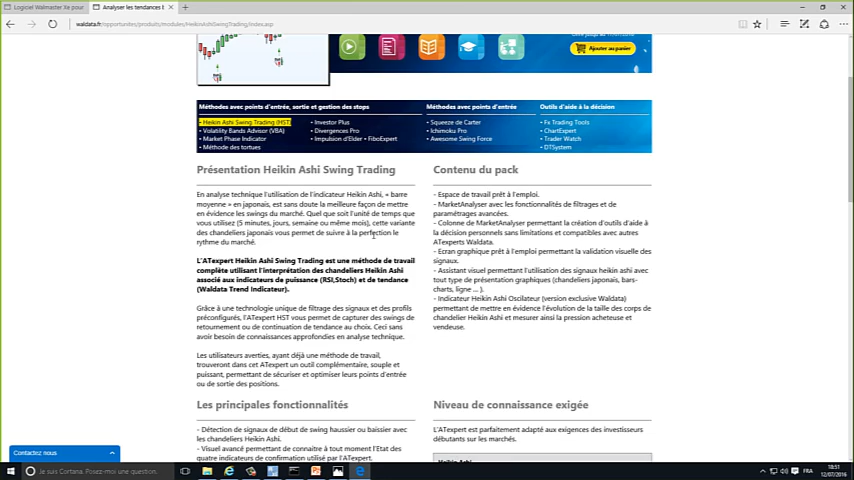 Logiciel Walmaster Xe pour
Analyser les tendances b
waldata.fr/opportunites/produits/modules/HeikinAshiSwingTrading/index.asp
Ajouter au panier
Méthodes avec points d'entrée, sortie et gestion des stops
Méthodes avec points d'entrée
Outils d'aide à la décision
• Heikin Ashi Swing Trading (HST)
• Investor Plus
• Squeeze de Carter
• Fx Trading Tools
• Volatility Bands Advisor (VBA)
• Divergences Pro
• Ichimoku Pro
• ChartExpert
• Market Phase Indicator
• Impulsion d'Elder • FiboExpert
• Awesome Swing Force
• Trader Watch
• Méthode des tortues
• DTSystem
Présentation Heikin Ashi Swing Trading
En analyse technique l'utilisation de l'indicateur Heikin Ashi, « barre
moyenne » en japonais, est sans doute la meilleure façon de mettre
en évidence les swings du marché. Quel que soit l'unité de temps que
vous utilisez (5 minutes, jours, semaine ou même mois), cette variante
des chandeliers japonais vous permet de suivre à la perfection le
rythme du marché.
L'ATexpert Heikin Ashi Swing Trading est une méthode de travail
complète utilisant l'interprétation des chandeliers Heikin Ashi
associé aux indicateurs de puissance (RSI,Stoch) et de tendance
(Waldata Trend Indicator).
Grâce à une technologie unique de filtrage des signaux et des profils
préconfigurés, l'ATexpert HST vous permet de capturer des swings de
retournement ou de continuation de tendance au choix. Ceci sans
avoir besoin de connaissances approfondies en analyse technique.
Les utilisateurs averties, ayant déjà une méthode de travail,
trouveront dans cet ATexpert un outil complémentaire, souple et
puissant, permettant de sécuriser et optimiser leurs points d'entrée
ou de sortie de positions.
Contenu du pack
- Espace de travail prêt à l'emploi.
- MarketAnalyser avec les fonctionnalités de filtrages et de
paramétrages avancées.
- Colonne de MarketAnalyser permettant la création d'outils d'aide à
la décision personnels sans limitations et compatibles avec autres
ATexperts Waldata.
- Ecran graphique prêt à l'emploi permettant la validation visuelle des
signaux.
- Assistant visuel permettant l'utilisation des signaux heikin ashi avec
tout type de présentation graphiques (chandeliers japonais, bars-
charts, ligne ... ).
- Indicateur Heikin Ashi Oscilateur (version exclusive Waldata)
permettant de mettre en évidence l'évolution de la taille des corps de
chandelier Heikin Ashi et mesurer ainsi la pression acheteuse et
vendeuse.
Les principales fonctionnalités
- Détection de signaux de début de swing haussier ou baissier avec
les chandeliers Heikin Ashi.
- Visuel avancé permettant de connaitre à tout moment l'Etat des
quatre indicateurs de confirmation utilisé par l'ATexpert.
Niveau de connaissance exigée
L'ATexpert est parfaitement adapté aux exigences des investisseurs
débutants sur les marchés.
Contactez nous
Je suis Cortana. Posez-moi une question.
FRA
18:51
12/07/2016